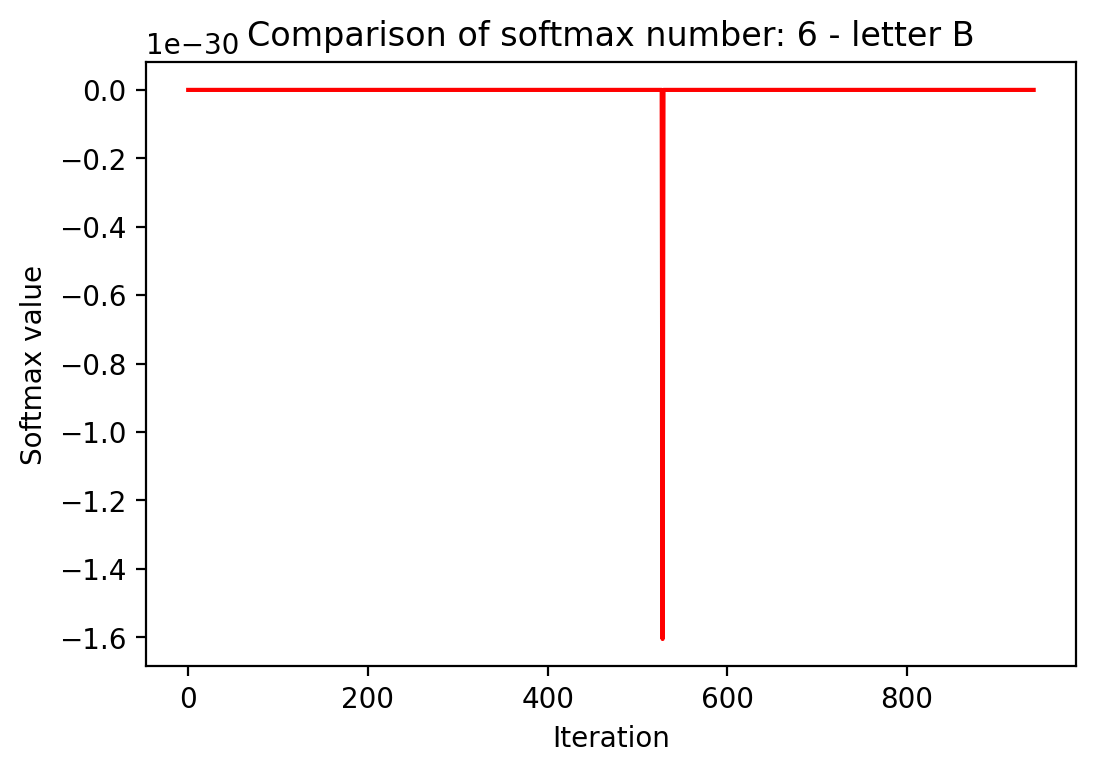 Comparison of softmax number: 6 - letter B
1e−30
0.0
−0.2
−0.4
−0.6
−0.8
−1.0
−1.2
−1.4
−1.6
Softmax value
0 200 400 600 800
Iteration